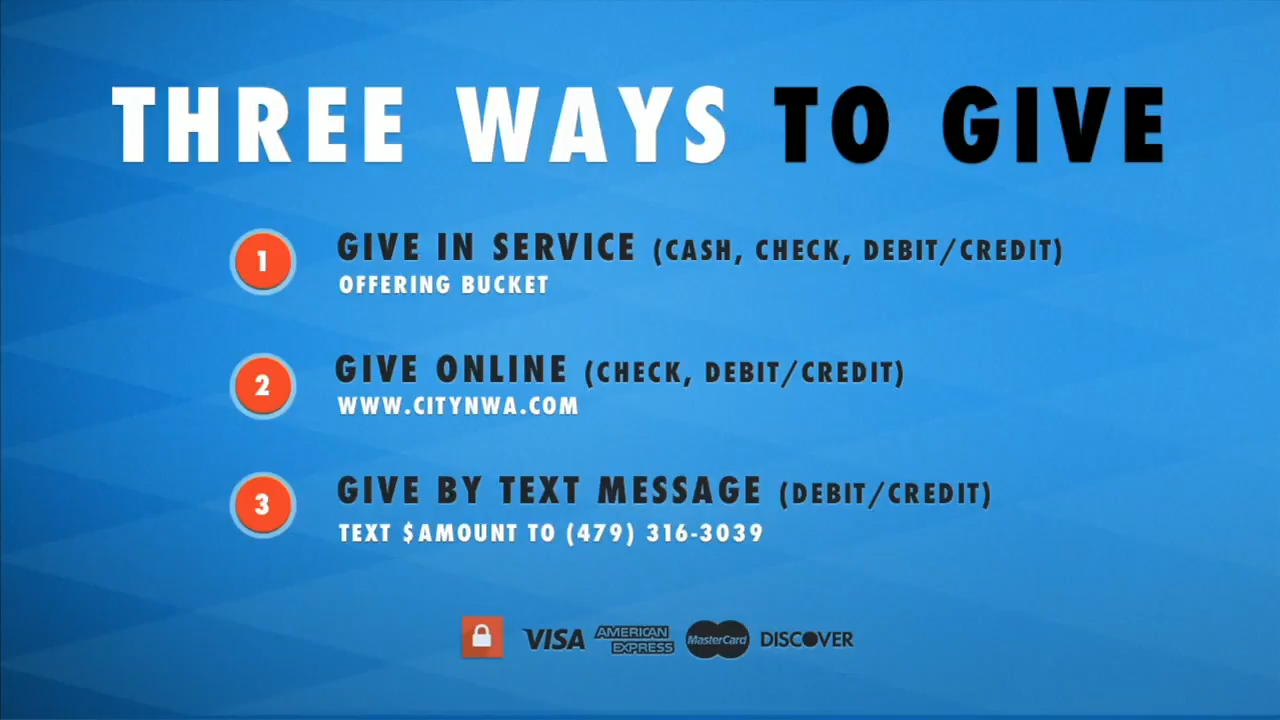 THREE WAYS TO GIVE
1 GIVE IN SERVICE (CASH, CHECK, DEBIT/CREDIT)
OFFERING BUCKET
2 GIVE ONLINE (CHECK, DEBIT/CREDIT)
WWW.CITYNWA.COM
3 GIVE BY TEXT MESSAGE (DEBIT/CREDIT)
TEXT $AMOUNT TO (479) 316-3039
VISA AMERICAN EXPRESS MasterCard DISCOVER